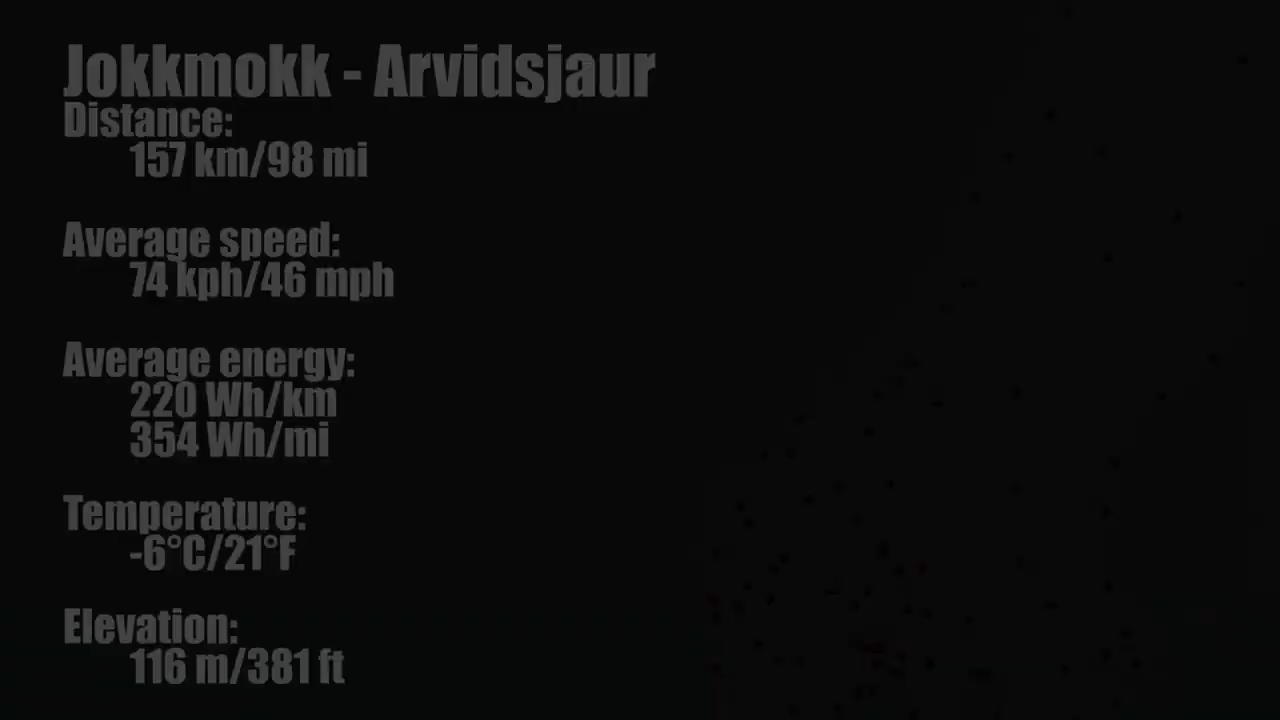 Jokkmokk - Arvidsjaur
Distance:
157 km/98 mi
Average speed:
74 kph/46 mph
Average energy:
220 Wh/km
354 Wh/mi
Temperature:
-6°C/21°F
Elevation:
116 m/381 ft